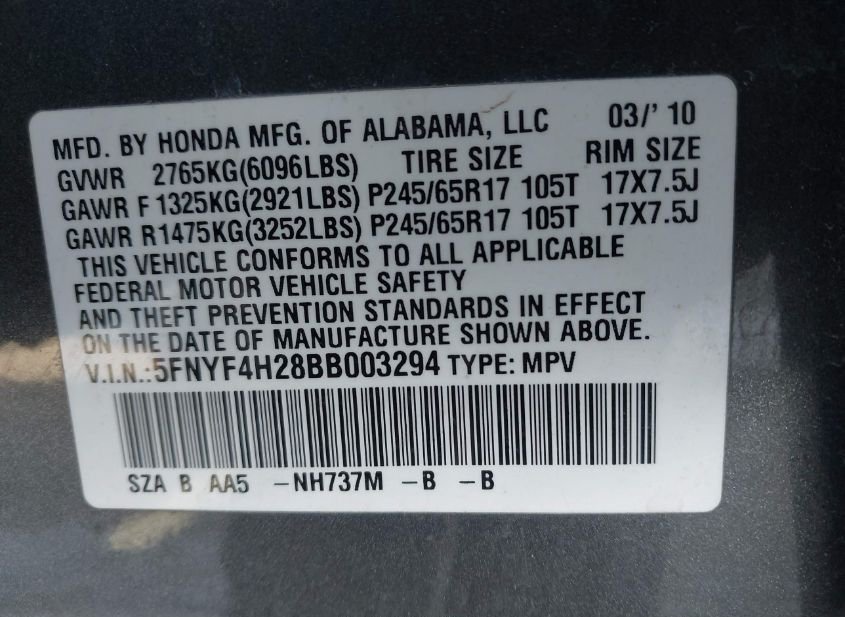 MFD. BY HONDA MFG. OF ALABAMA, LLC 03/' 10
GVWR 2765KG(6096LBS) TIRE SIZE RIM SIZE
GAWR F 1325KG(2921LBS) P245/65R17 105T 17X7.5J
GAWR R1475KG(3252LBS) P245/65R17 105T 17X7.5J
THIS VEHICLE CONFORMS TO ALL APPLICABLE
FEDERAL MOTOR VEHICLE SAFETY
AND THEFT PREVENTION STANDARDS IN EFFECT
ON THE DATE OF MANUFACTURE SHOWN ABOVE.
V.I.N.:5FNYF4H28BB003294 TYPE: MPV
SZA B AA5 -NH737M -B -B